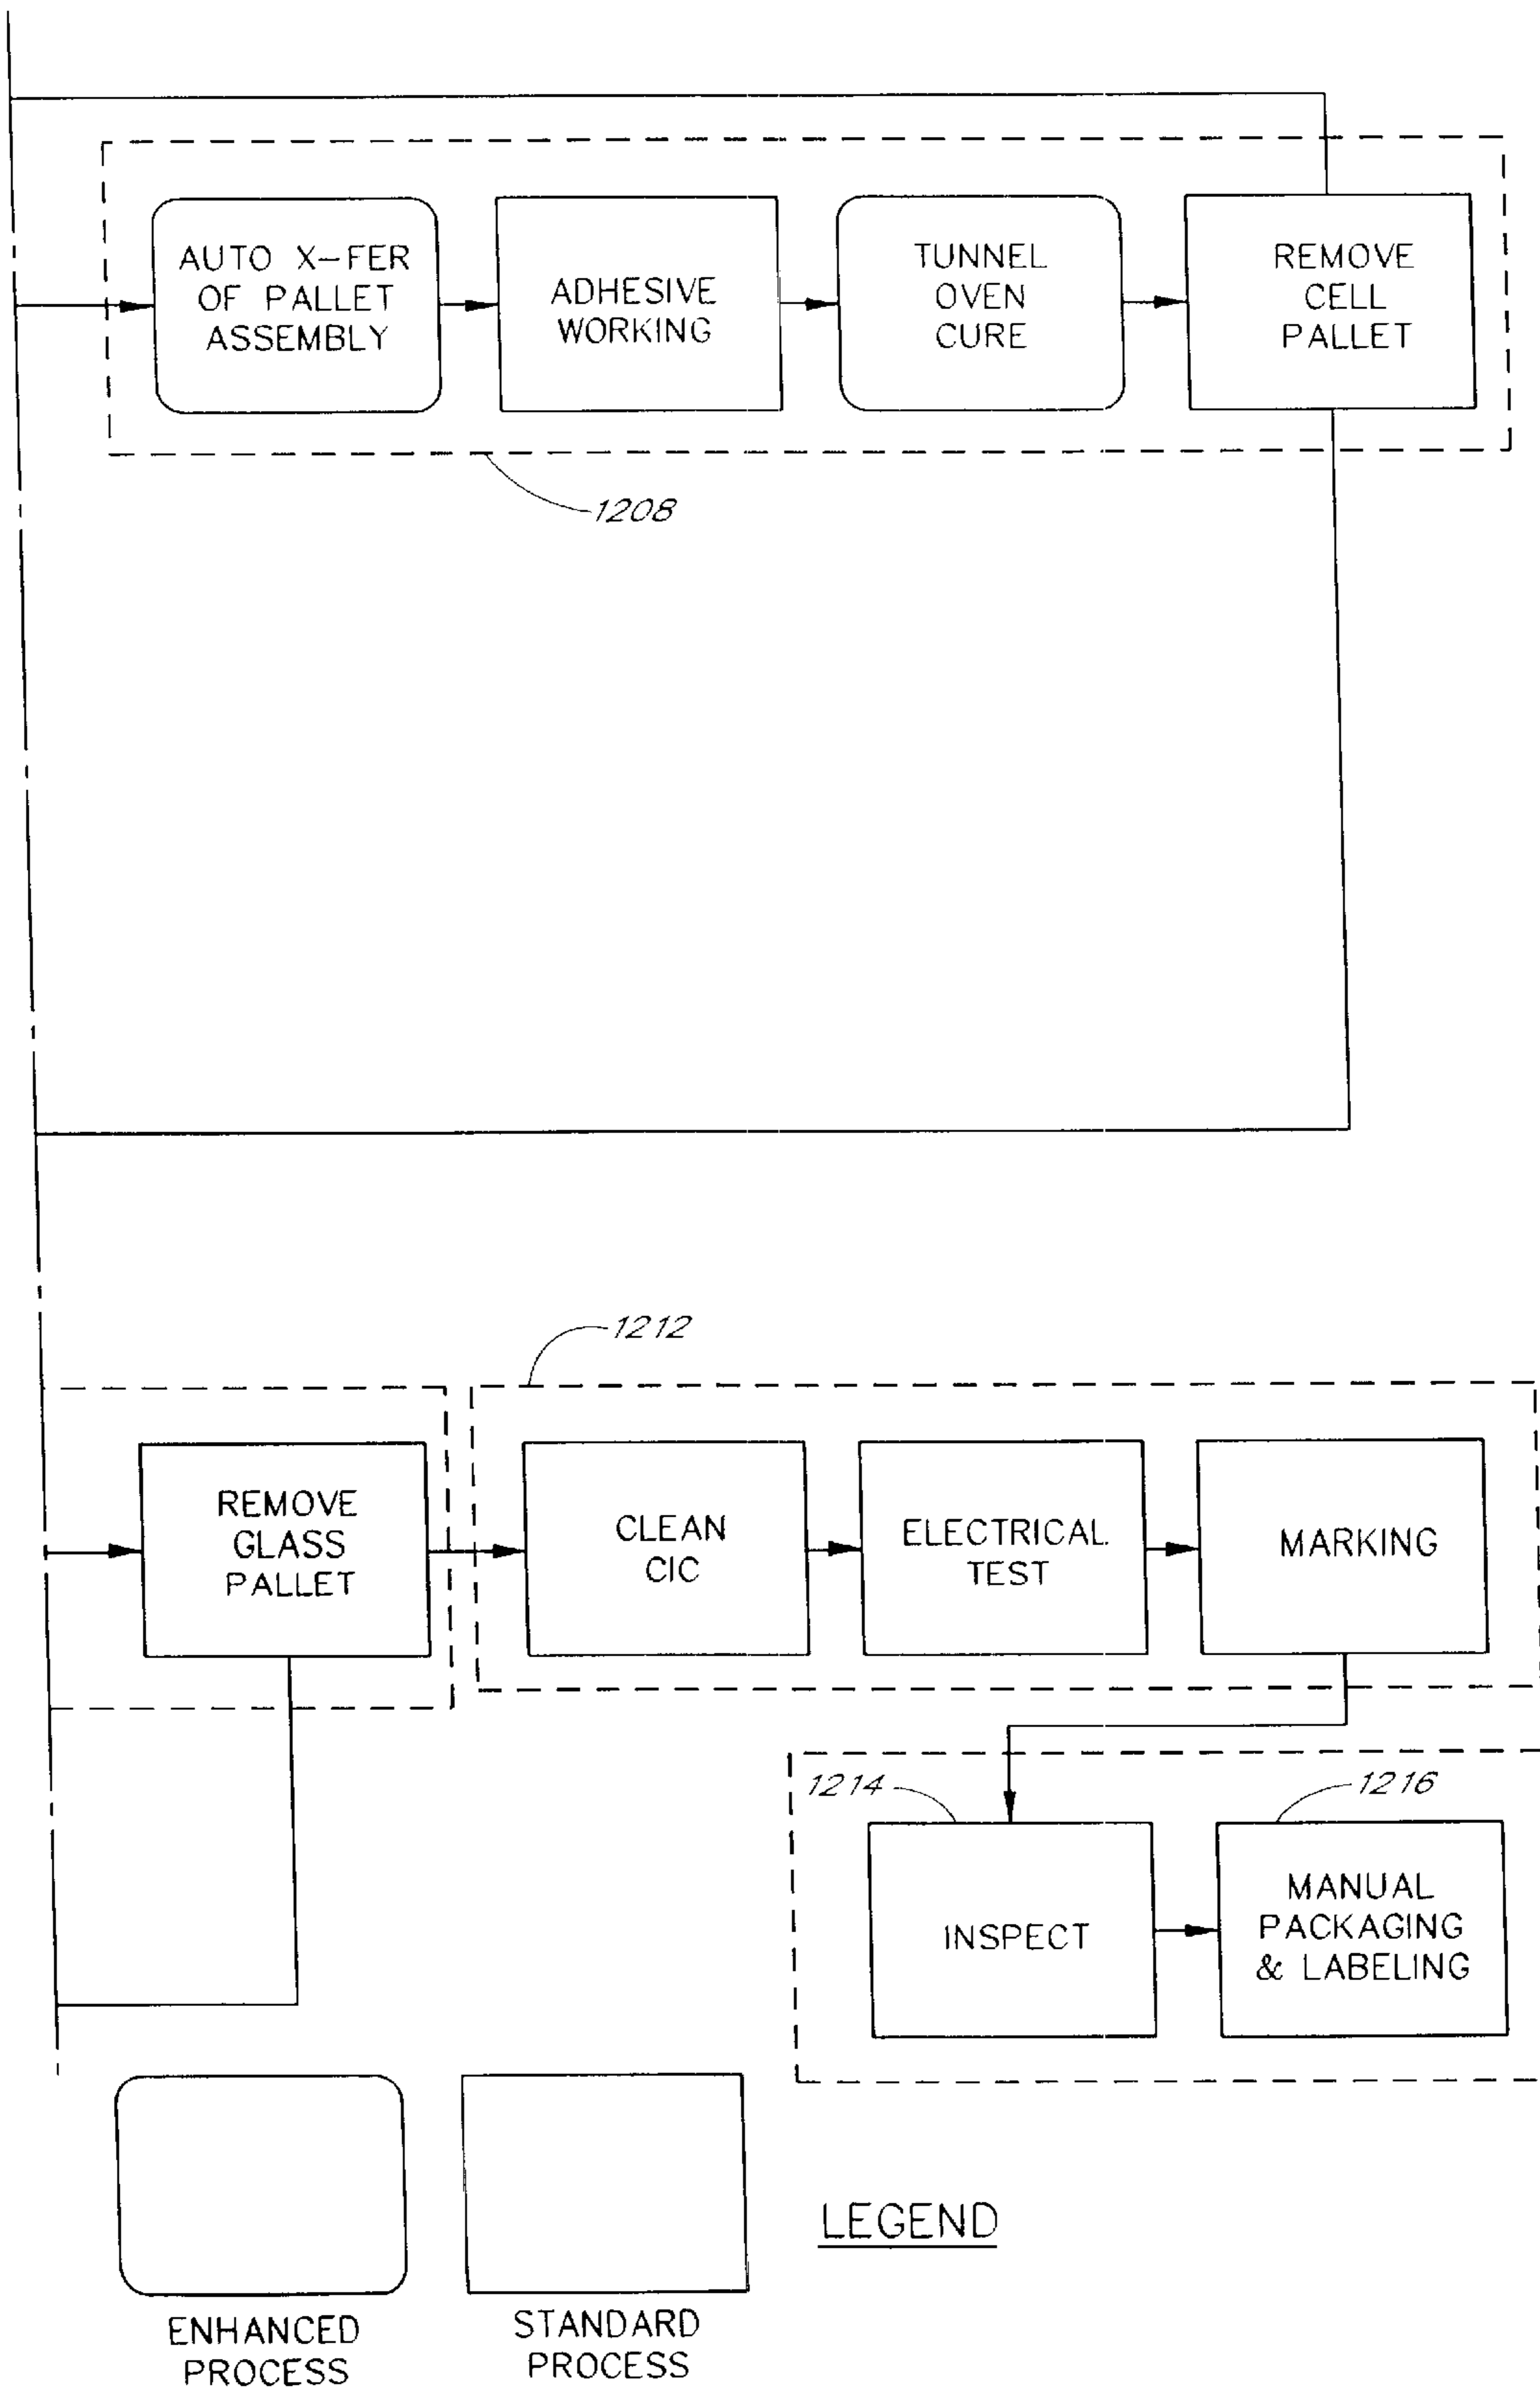 AUTO X-FER
OF PALLET
ASSEMBLY
ADHESIVE
WORKING
TUNNEL
OVEN
CURE
REMOVE
CELL
PALLET
1208
1212
REMOVE
GLASS
PALLET
CLEAN
CIC
ELECTRICAL
TEST
MARKING
1214
1216
INSPECT
MANUAL
PACKAGING
& LABELING
LEGEND
ENHANCED
PROCESS
STANDARD
PROCESS